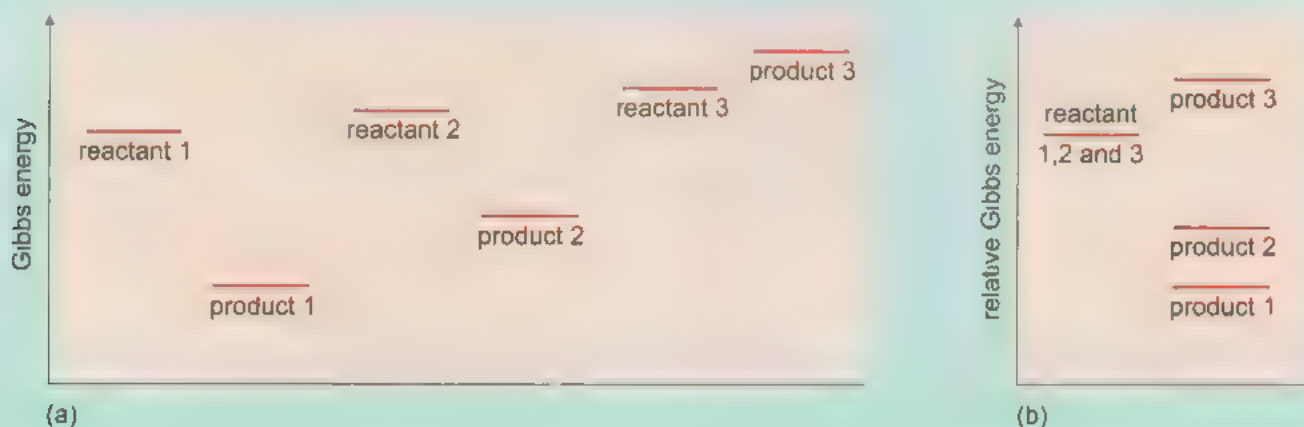 Gibbs energy
reactant 1
product 1
reactant 2
product 2
reactant 3
product 3
(a)
relative Gibbs energy
reactant
1,2 and 3
product 3
product 2
product 1
(b)